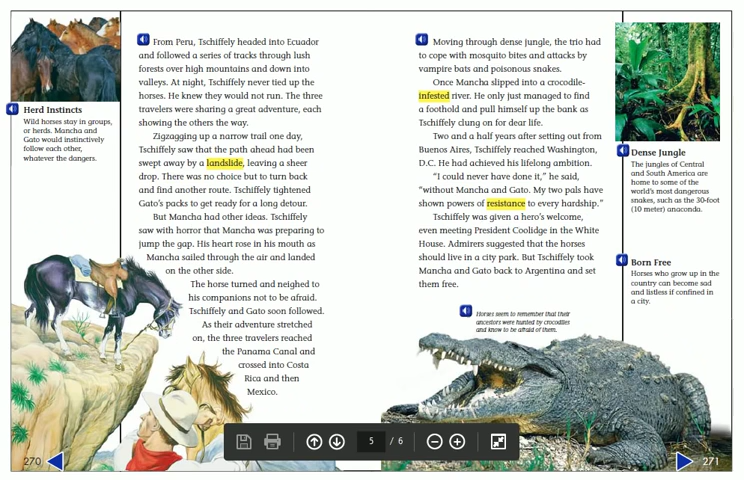 Herd Instincts
Wild horses stay in groups,
or herds. Mancha and
Gato would instinctively
follow each other,
whatever the dangers.
From Peru, Tschiffely headed into Ecuador
and followed a series of tracks through lush
forests over high mountains and down into
valleys. At night, Tschiffely never tied up the
horses. He knew they would not run. The three
travelers were sharing a great adventure, each
showing the others the way.
Zigzagging up a narrow trail one day,
Tschiffely saw that the path ahead had been
swept away by a landslide, leaving a sheer
drop. There was no choice but to turn back
and find another route. Tschiffely tightened
Gato's packs to get ready for a long detour.
But Mancha had other ideas. Tschiffely
saw with horror that Mancha was preparing to
jump the gap. His heart rose in his mouth as
Mancha sailed through the air and landed
on the other side.
The horse turned and neighed to
his companions not to be afraid.
Tschiffely and Gato soon followed.
As their adventure stretched
on, the three travelers reached
the Panama Canal and
crossed into Costa
Rica and then
Mexico.
270
Moving through dense jungle, the trio had
to cope with mosquito bites and attacks by
vampire bats and poisonous snakes.
Once Mancha slipped into a crocodile-
infested river. He only just managed to find
a foothold and pull himself up the bank as
Tschiffely clung on for dear life.
Two and a half years after setting out from
Buenos Aires, Tschiffely reached Washington,
D.C. He had achieved his lifelong ambition.
"I could never have done it," he said,
"without Mancha and Gato. My two pals have
shown powers of resistance to every hardship."
Tschiffely was given a hero's welcome,
even meeting President Coolidge in the White
House. Admirers suggested that the horses
should live in a city park. But Tschiffely took
Mancha and Gato back to Argentina and set
them free.
Horses seem to remember that their
ancestors were hunted by crocodiles
and know to be afraid of them.
Dense Jungle
The jungles of Central
and South America are
home to some of the
world's most dangerous
snakes, such as the 30-foot
(10 meter) anaconda.
Born Free
Horses who grow up in the
country can become sad
and listless if confined in
a city.
5 / 6
271